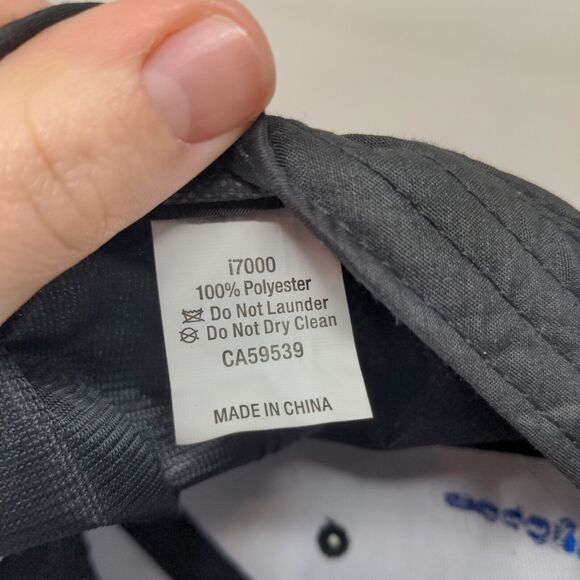 i7000
100% Polyester
Do Not Launder
Do Not Dry Clean
CA59539
MADE IN CHINA